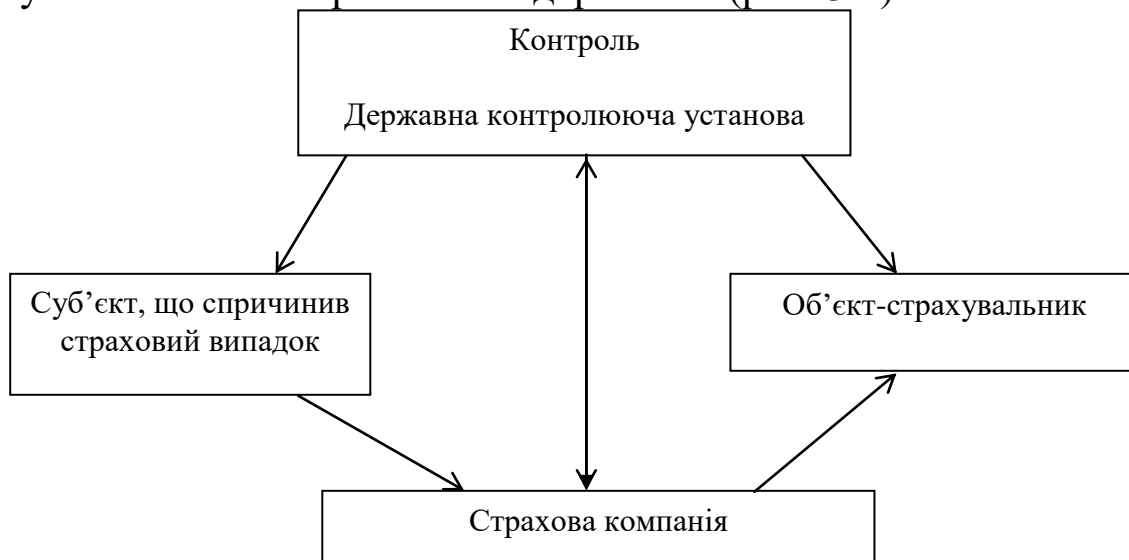 Контроль
Державна контролююча установа
Суб’єкт, що спричинив
страховий випадок
Об’єкт-страхувальник
Страхова компанія